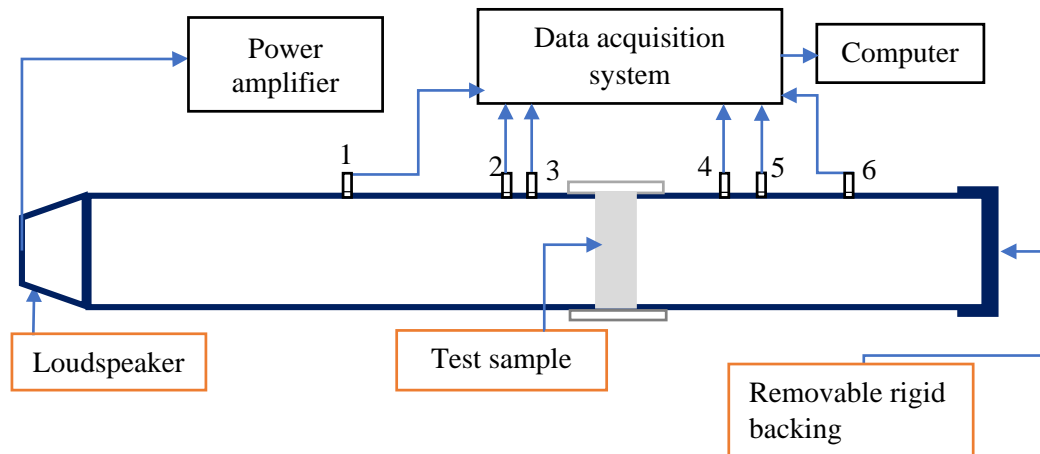 Power
amplifier
Data acquisition
system
Computer
1
2
3
4
5
6
Loudspeaker
Test sample
Removable rigid
backing